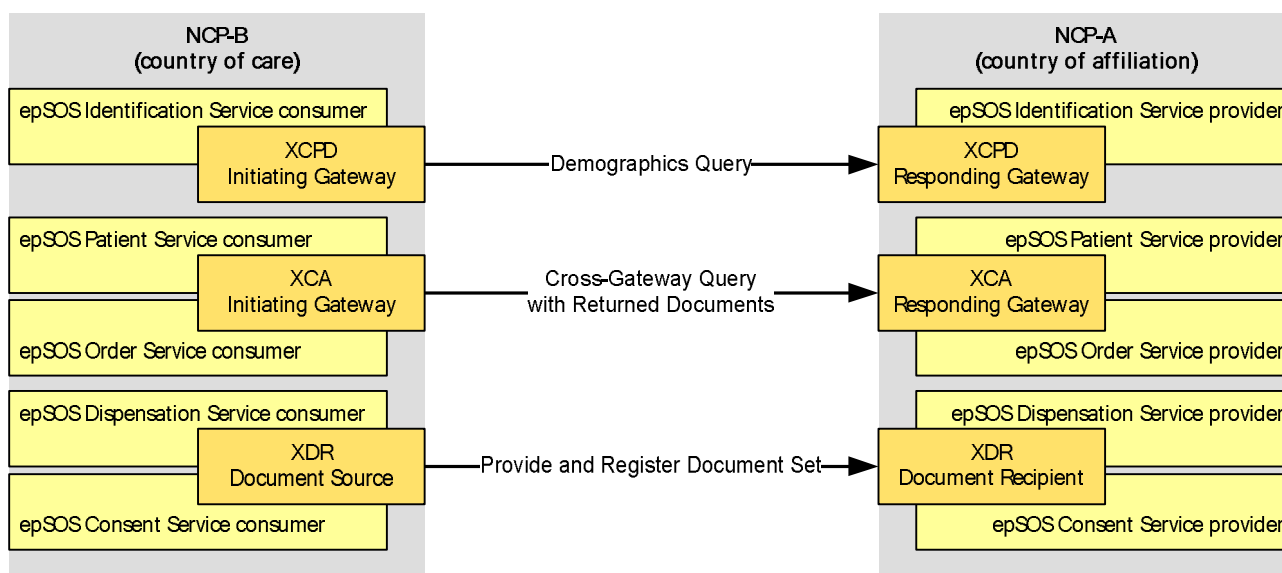 NCP-B
(country of care)
NCP-A
(country of affiliation)
epSOS Identification Service consumer
XCPD
Initiating Gateway
Demographics Query
epSOS Identification Service provider
XCPD
Responding Gateway
epSOS Patient Service consumer
XCA
Initiating Gateway
epSOS Order Service consumer
Cross-Gateway Query
with Returned Documents
epSOS Patient Service provider
XCA
Responding Gateway
epSOS Order Service provider
epSOS Dispensation Service consumer
XDR
Document Source
epSOS Consent Service consumer
Provide and Register Document Set
epSOS Dispensation Service provider
XDR
Document Recipient
epSOS Consent Service provider